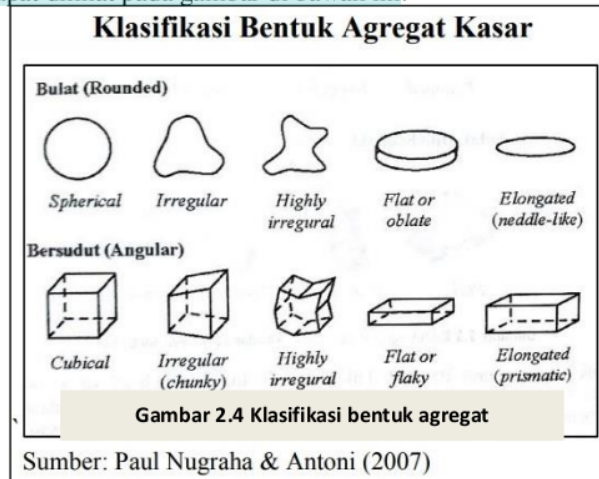 Klasifikasi Bentuk Agregat Kasar
Bulat (Rounded)
Spherical
Irregular
Highly
irregural
Flat or
oblate
Elongated
(neddle-like)
Bersudut (Angular)
Cubical
Irregular
(chunky)
Highly
irregural
Flat or
flaky
Elongated
(prismatic)
Gambar 2.4 Klasifikasi bentuk agregat
Sumber: Paul Nugraha & Antoni (2007)